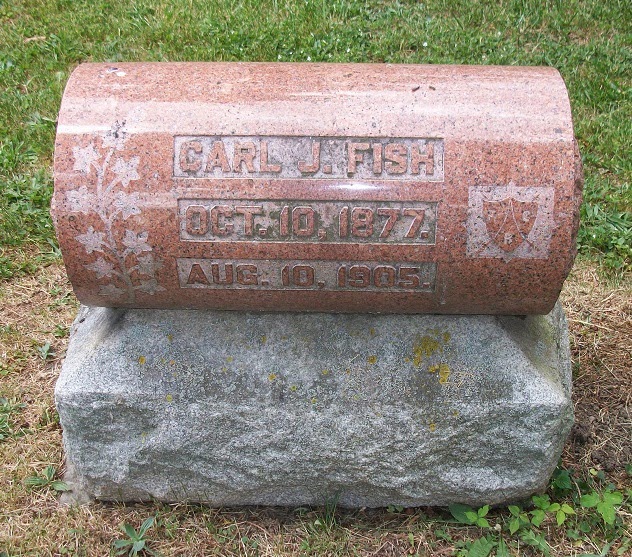 CARL J. FISH
OCT. 10, 1877.
AUG. 10, 1905.